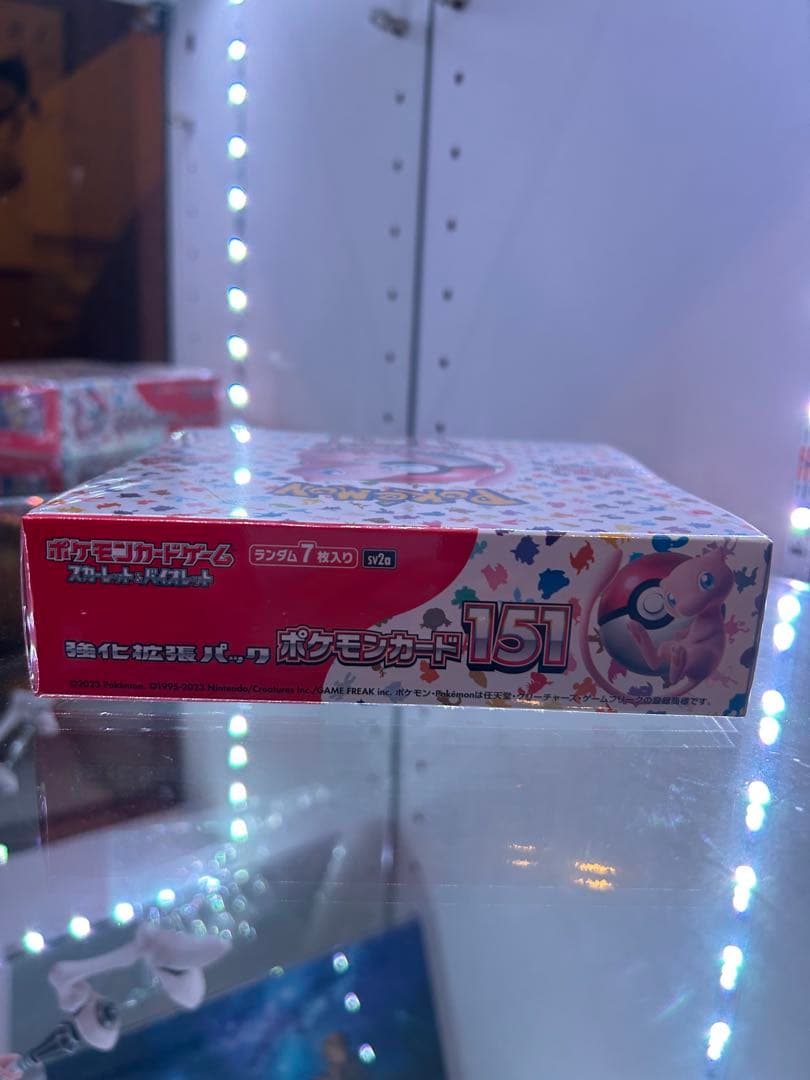 POKÉMON
ポケモンカードゲーム
スカーレット&バイオレット
ランダム7枚入り
sv2a
強化拡張パック
ポケモンカード151
©2023 Pokémon. ©1995-2023 Nintendo/Creatures Inc./GAME FREAK inc. ポケモン・Pokémonは任天堂・クリーチャーズ・ゲームフリークの登録商標です。